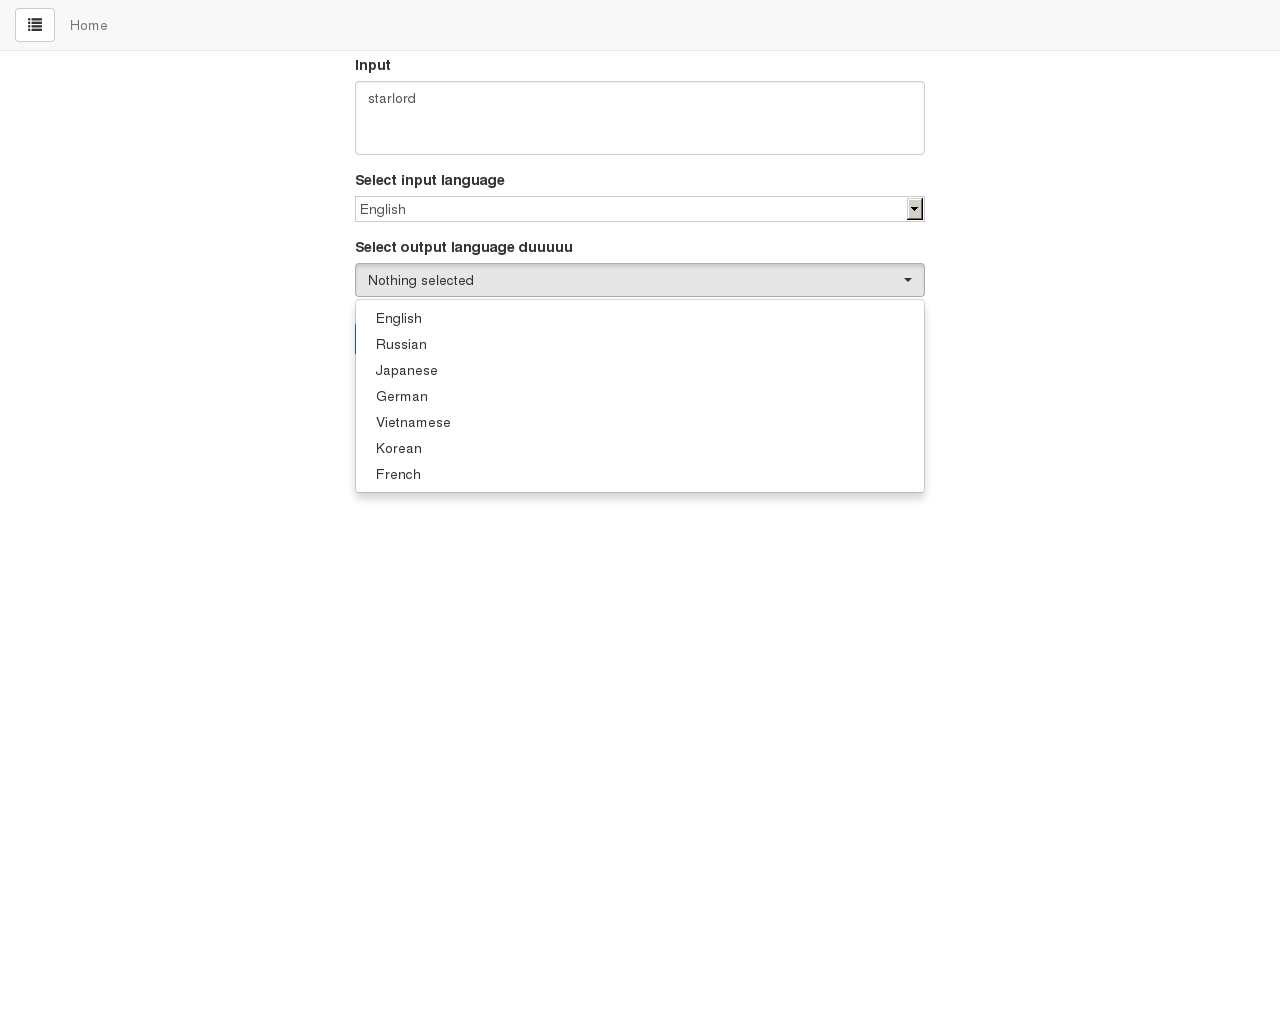 Home
Input
starlord
Select input language
English
Select output language duuuuu
Nothing selected
English
Russian
Japanese
German
Vietnamese
Korean
French